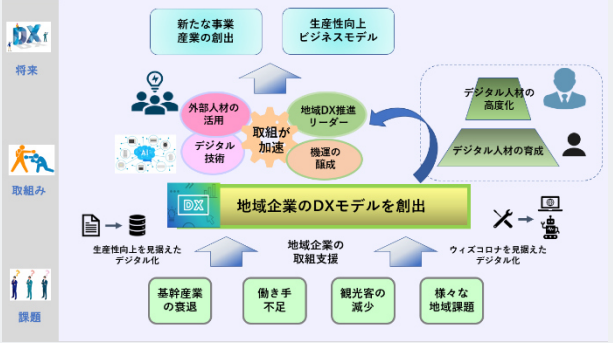 DX
将来
取組み
課題
新たな事業
産業の創出
生産性向上
ビジネスモデル
外部人材の
活用
地域DX推進
リーダー
取組が
加速
デジタル
技術
機運の
醸成
AI
デジタル人材の
高度化
デジタル人材の育成
DX
地域企業のDXモデルを創出
生産性向上を見据えた
デジタル化
地域企業の
取組支援
ウィズコロナを見据えた
デジタル化
基幹産業
の衰退
働き手
不足
観光客の
減少
様々な
地域課題